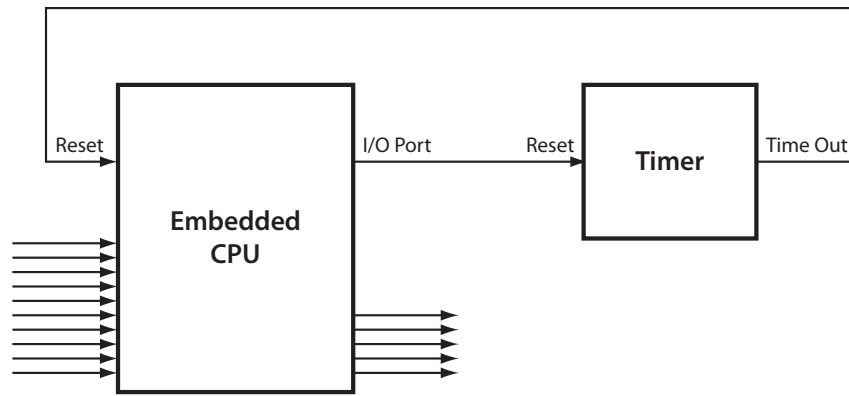 Reset
I/O Port
Reset
Timer
Time Out
Embedded
CPU